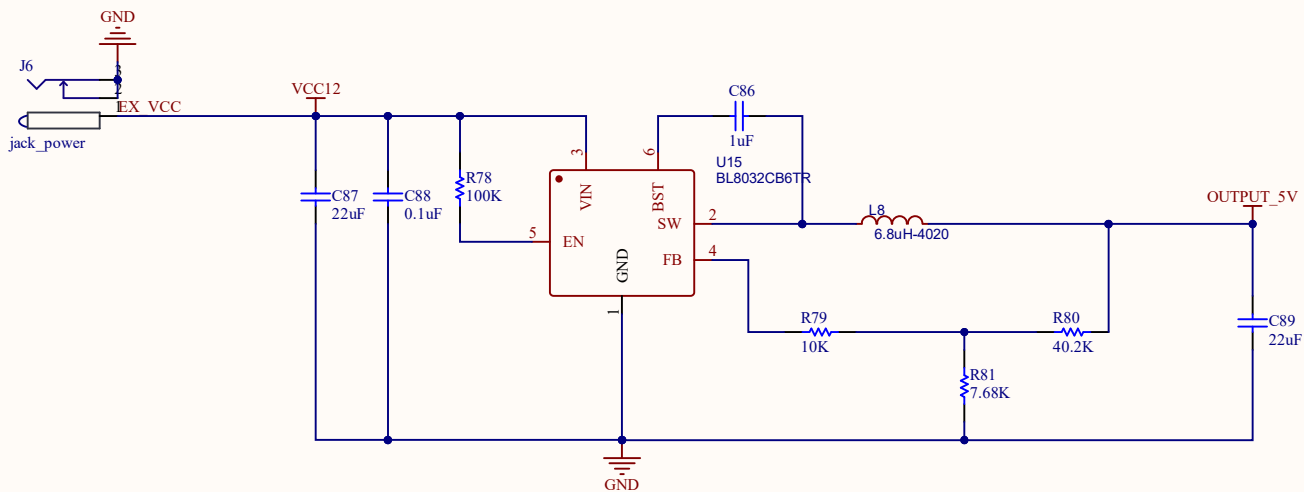 GND
J6
3
2
1
EX_VCC
jack_power
VCC12
C87
22uF
C88
0.1uF
R78
100K
C86
1uF
U15
BL8032CB6TR
3
VIN
6
BST
SW
2
5
EN
FB
4
GND
1
L8
6.8uH-4020
OUTPUT_5V
R79
10K
R80
40.2K
R81
7.68K
C89
22uF
GND